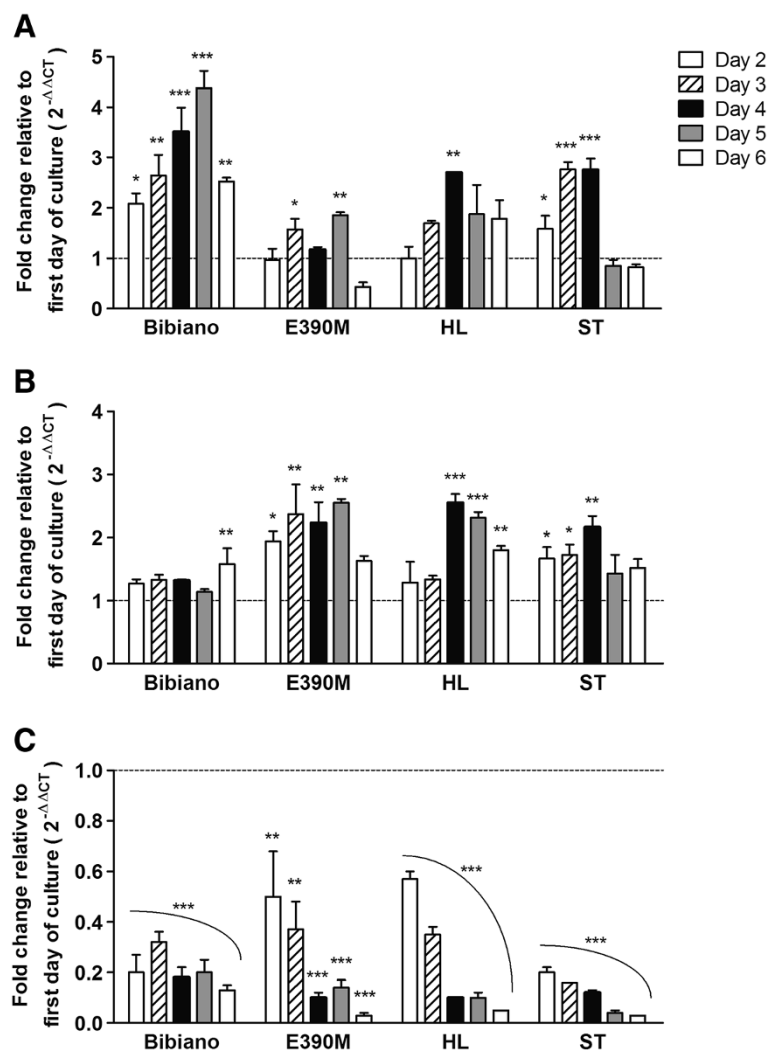 A
Fold change relative to
first day of culture ( 2^-ΔΔCT )
5
4
3
2
1
0
* ** *** *** **
* **
**
* *** ***
Bibiano E390M HL ST
Day 2
Day 3
Day 4
Day 5
Day 6
B
Fold change relative to
first day of culture ( 2^-ΔΔCT )
4
3
2
1
0
**
* ** ** **
*** *** **
* * **
Bibiano E390M HL ST
C
Fold change relative to
first day of culture ( 2^-ΔΔCT )
1.0
0.8
0.6
0.4
0.2
0.0
***
** ** *** *** ***
***
***
Bibiano E390M HL ST